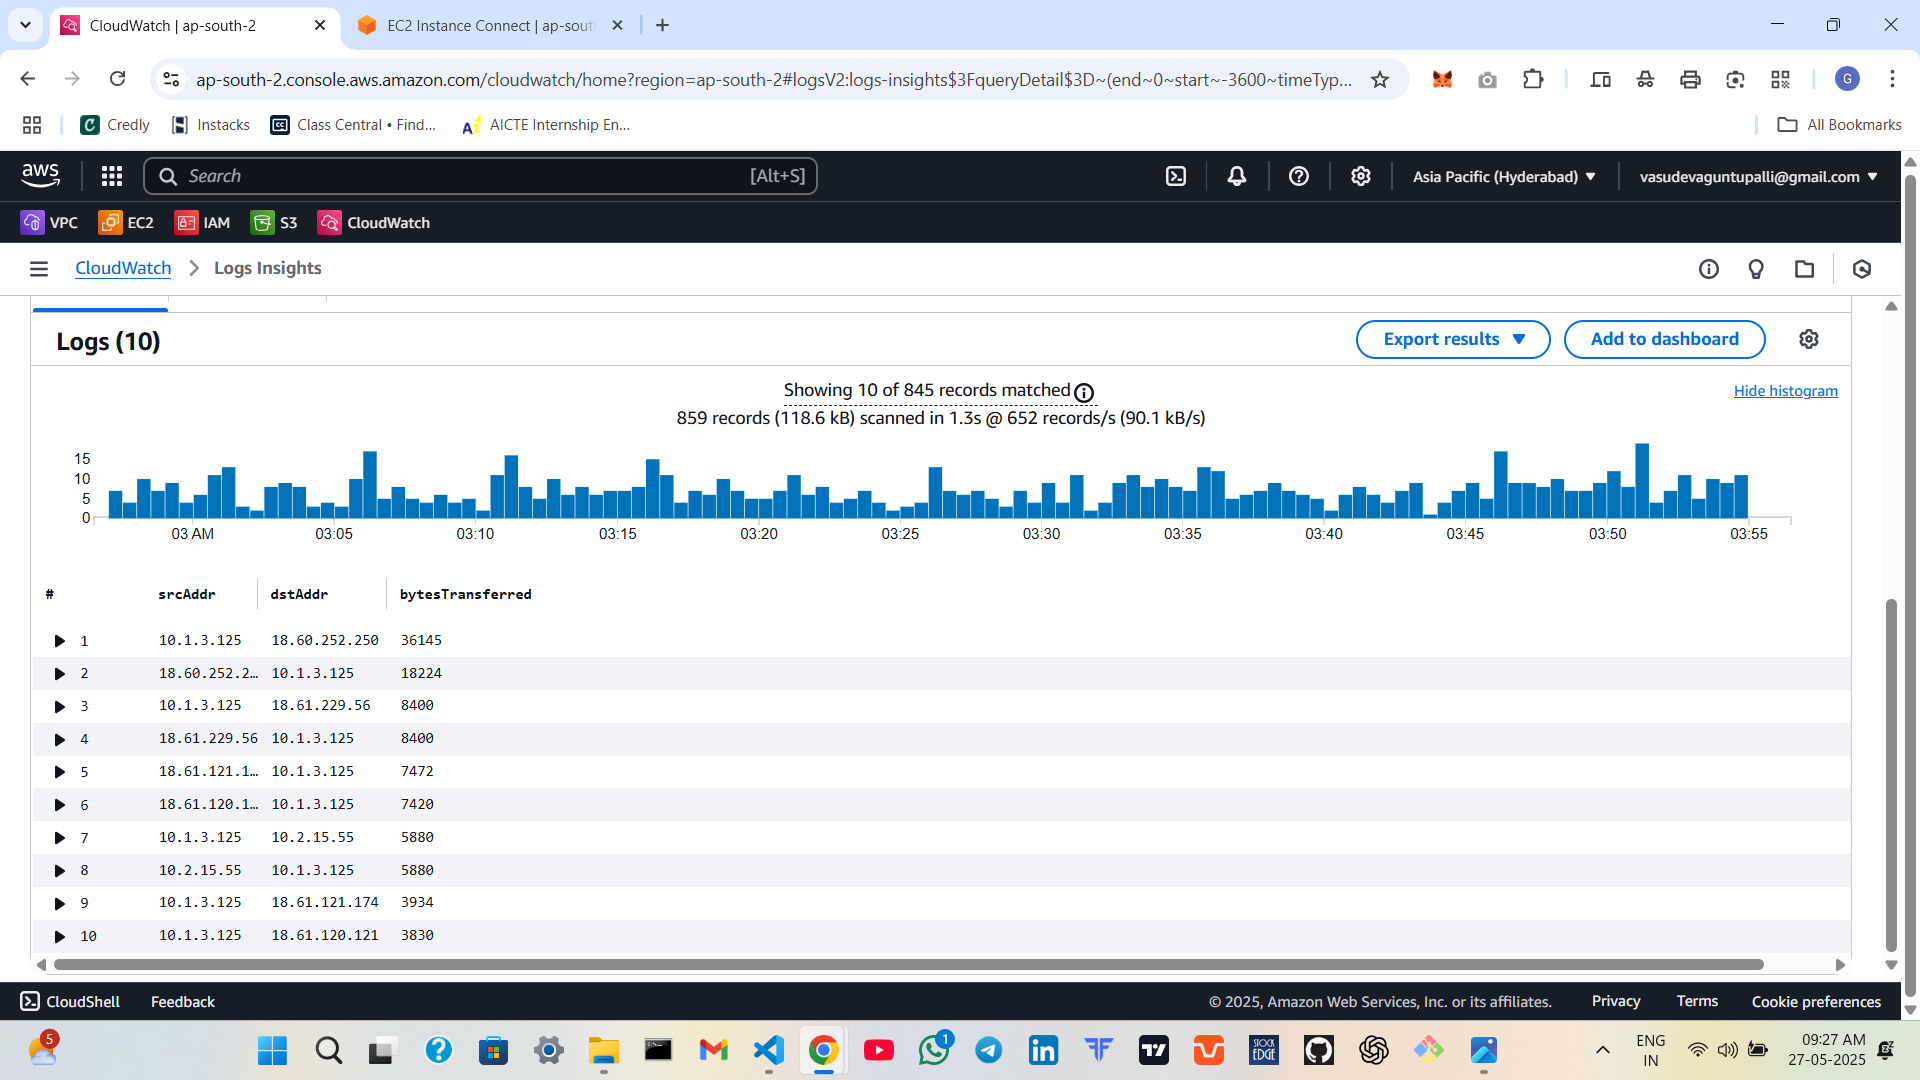 CloudWatch | ap-south-2
EC2 Instance Connect | ap-sout
ap-south-2.console.aws.amazon.com/cloudwatch/home?region=ap-south-2#logsV2:logs-insights$3FqueryDetail$3D~(end~0~start~-3600~timeTyp...
G
Credly
Instacks
Class Central • Find...
AICTE Internship En...
All Bookmarks
aws
Search
[Alt+S]
Asia Pacific (Hyderabad)
vasudevaguntupalli@gmail.com
VPC
EC2
IAM
S3
CloudWatch
CloudWatch
Logs Insights
Logs (10)
Export results
Add to dashboard
Showing 10 of 845 records matched
Hide histogram
859 records (118.6 kB) scanned in 1.3s @ 652 records/s (90.1 kB/s)
15
10
5
0
03 AM 03:05 03:10 03:15 03:20 03:25 03:30 03:35 03:40 03:45 03:50 03:55
# srcAddr dstAddr bytesTransferred
1 10.1.3.125 18.60.252.250 36145
2 18.60.252.2… 10.1.3.125 18224
3 10.1.3.125 18.61.229.56 8400
4 18.61.229.56 10.1.3.125 8400
5 18.61.121.1… 10.1.3.125 7472
6 18.61.120.1… 10.1.3.125 7420
7 10.1.3.125 10.2.15.55 5880
8 10.2.15.55 10.1.3.125 5880
9 10.1.3.125 18.61.121.174 3934
10 10.1.3.125 18.61.120.121 3830
CloudShell
Feedback
© 2025, Amazon Web Services, Inc. or its affiliates.
Privacy
Terms
Cookie preferences
5
1
STOCK
EDGE
ENG
IN
09:27 AM
27-05-2025